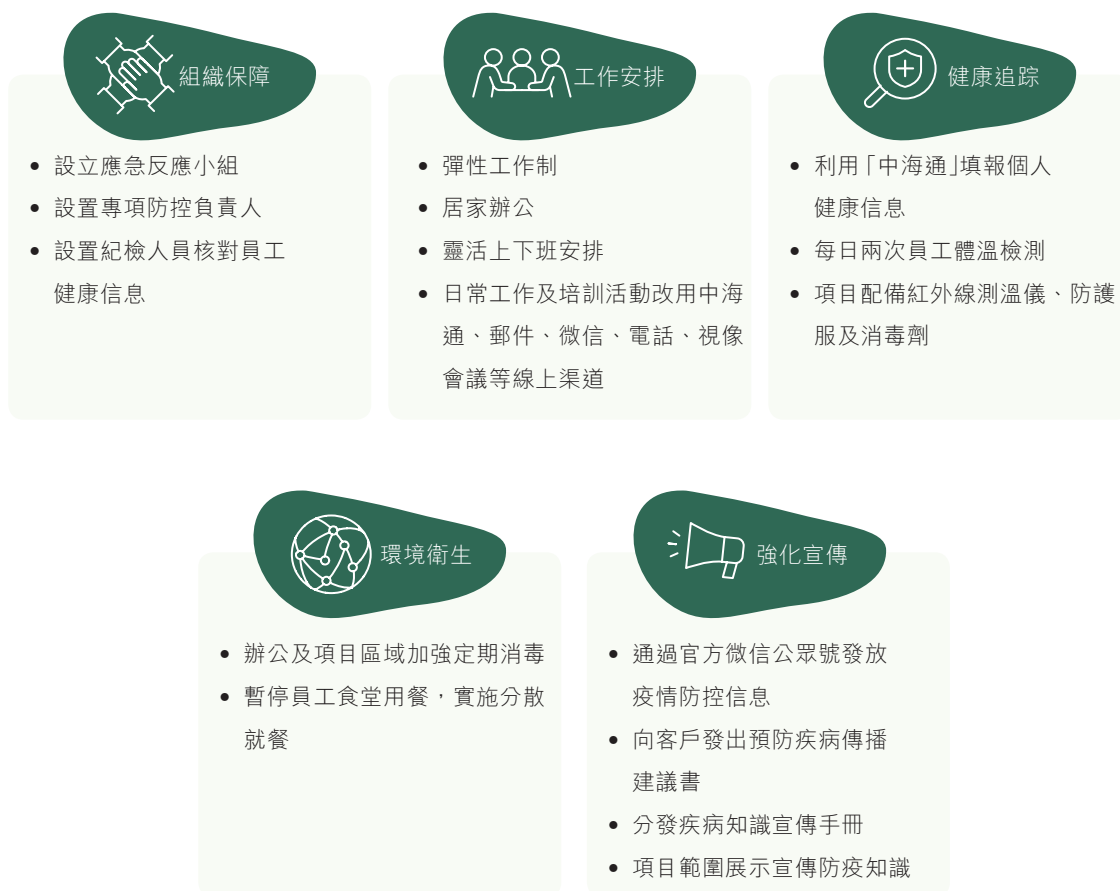 組織保障
• 設立應急反應小組
• 設置專項防控負責人
• 設置紀檢人員核對員工
健康信息
工作安排
• 彈性工作制
• 居家辦公
• 靈活上下班安排
• 日常工作及培訓活動改用中海
通、郵件、微信、電話、視像
會議等線上渠道
健康追踪
• 利用「中海通」填報個人
健康信息
• 每日兩次員工體溫檢測
• 項目配備紅外線測溫儀、防護
服及消毒劑
環境衛生
• 辦公及項目區域加強定期消毒
• 暫停員工食堂用餐，實施分散
就餐
強化宣傳
• 通過官方微信公眾號發放
疫情防控信息
• 向客戶發出預防疾病傳播
建議書
• 分發疾病知識宣傳手冊
• 項目範圍展示宣傳防疫知識